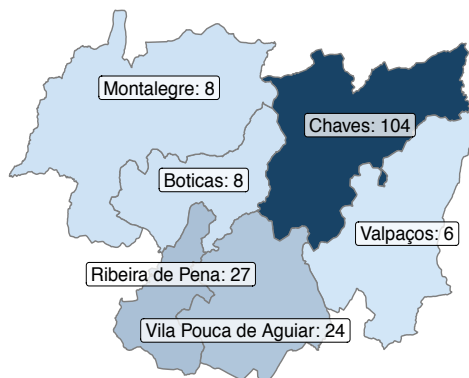 Montalegre: 8
Chaves: 104
Boticas: 8
Valpaços: 6
Ribeira de Pena: 27
Vila Pouca de Aguiar: 24